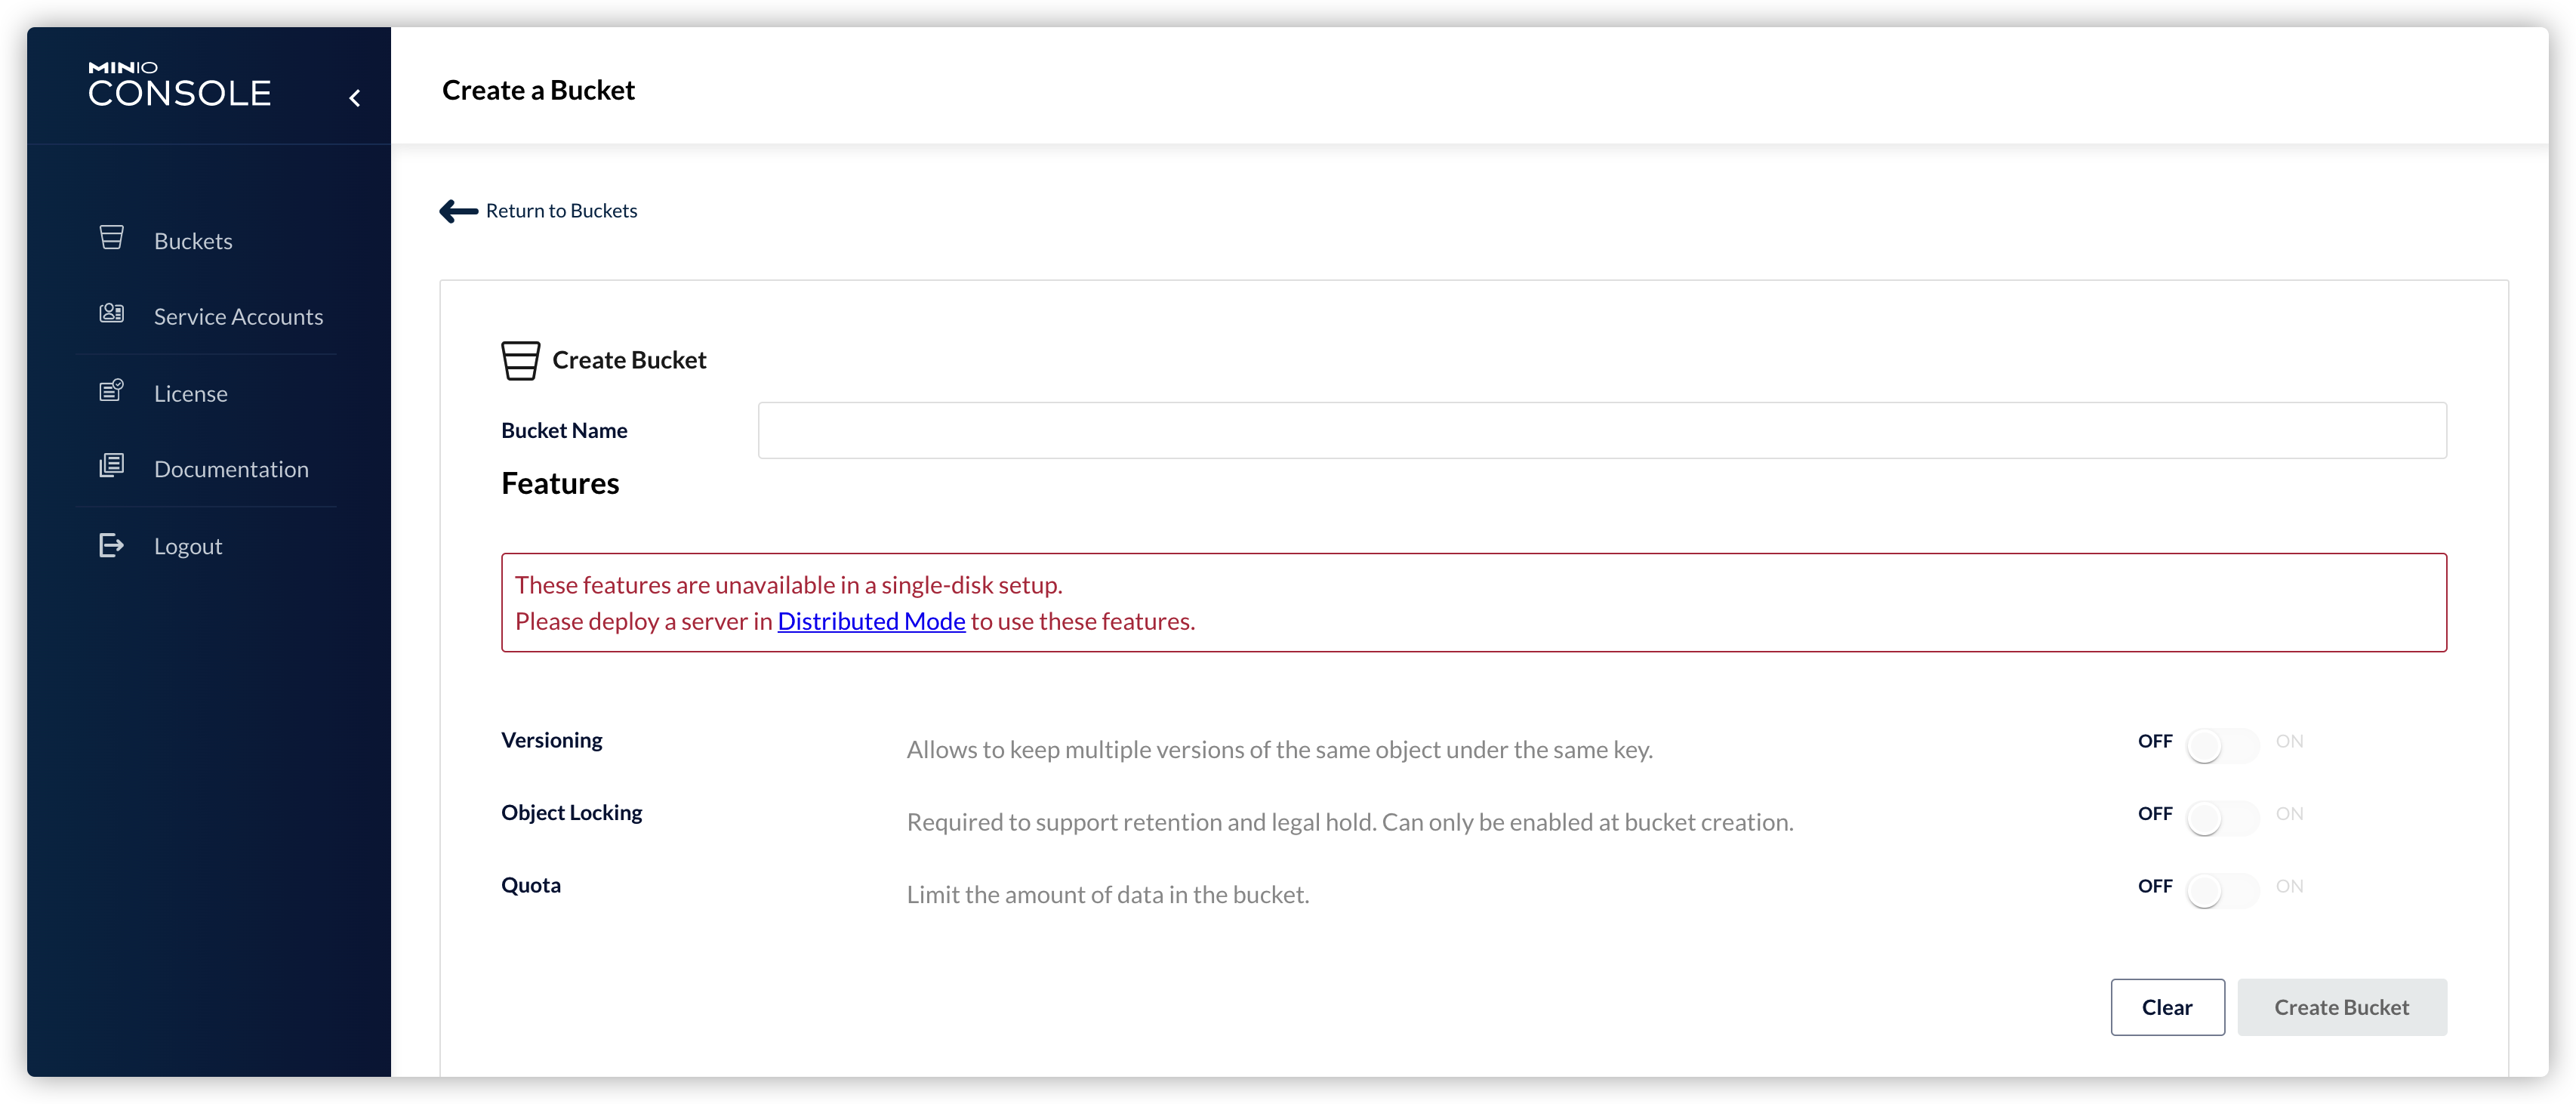 MINIO
CONSOLE
Create a Bucket
Return to Buckets
Buckets
Service Accounts
License
Documentation
Logout
Create Bucket
Bucket Name
Features
These features are unavailable in a single-disk setup.
Please deploy a server in Distributed Mode to use these features.
Versioning Allows to keep multiple versions of the same object under the same key. OFF ON
Object Locking Required to support retention and legal hold. Can only be enabled at bucket creation. OFF ON
Quota Limit the amount of data in the bucket. OFF ON
Clear Create Bucket